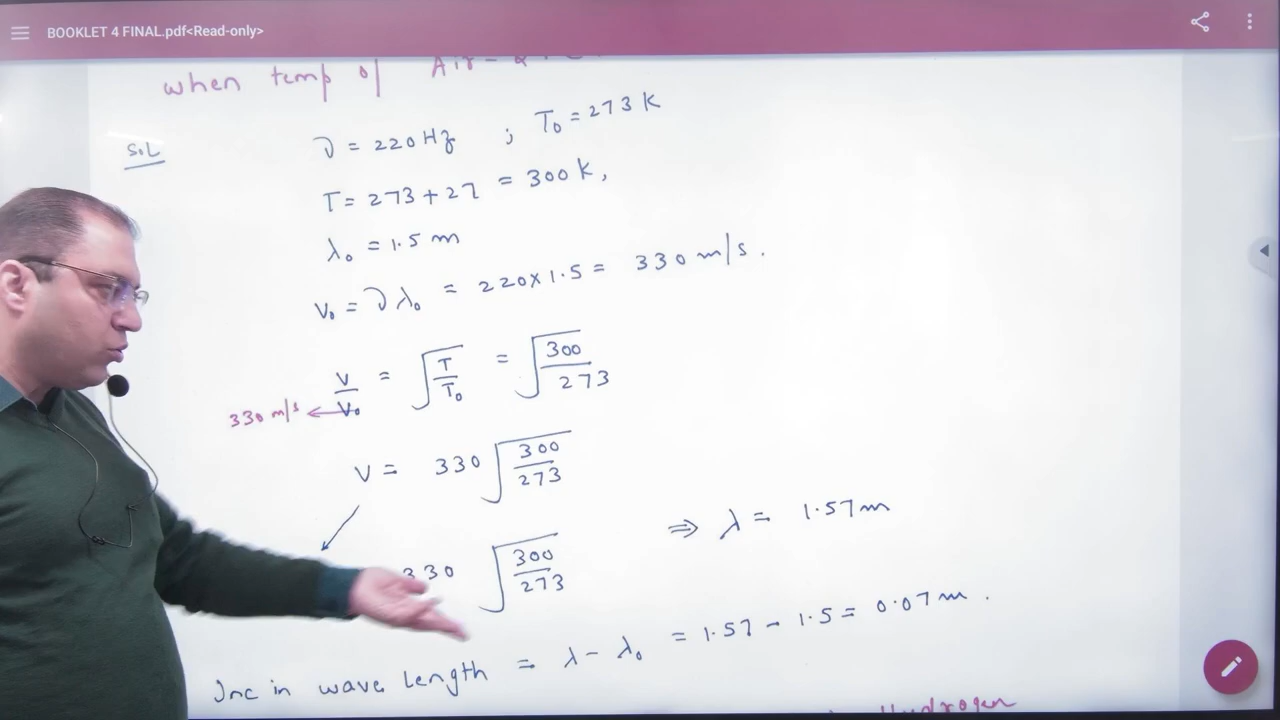 BOOKLET 4 FINAL.pdf<Read-only>
when temp of Air
Sol ν = 220 Hz ; T₀ = 273 K
T = 273 + 27 = 300 K,
λ₀ = 1.5 m
V₀ = ν λ₀ = 220 × 1.5 = 330 m/s.
V/V₀ = √(T/T₀) = √(300/273)
330 m/s ←
V = 330 √(300/273)
330 √(300/273) ⇒ λ = 1.57 m
Inc in wave length = λ - λ₀ = 1.57 - 1.5 = 0.07 m .
Hydrogen